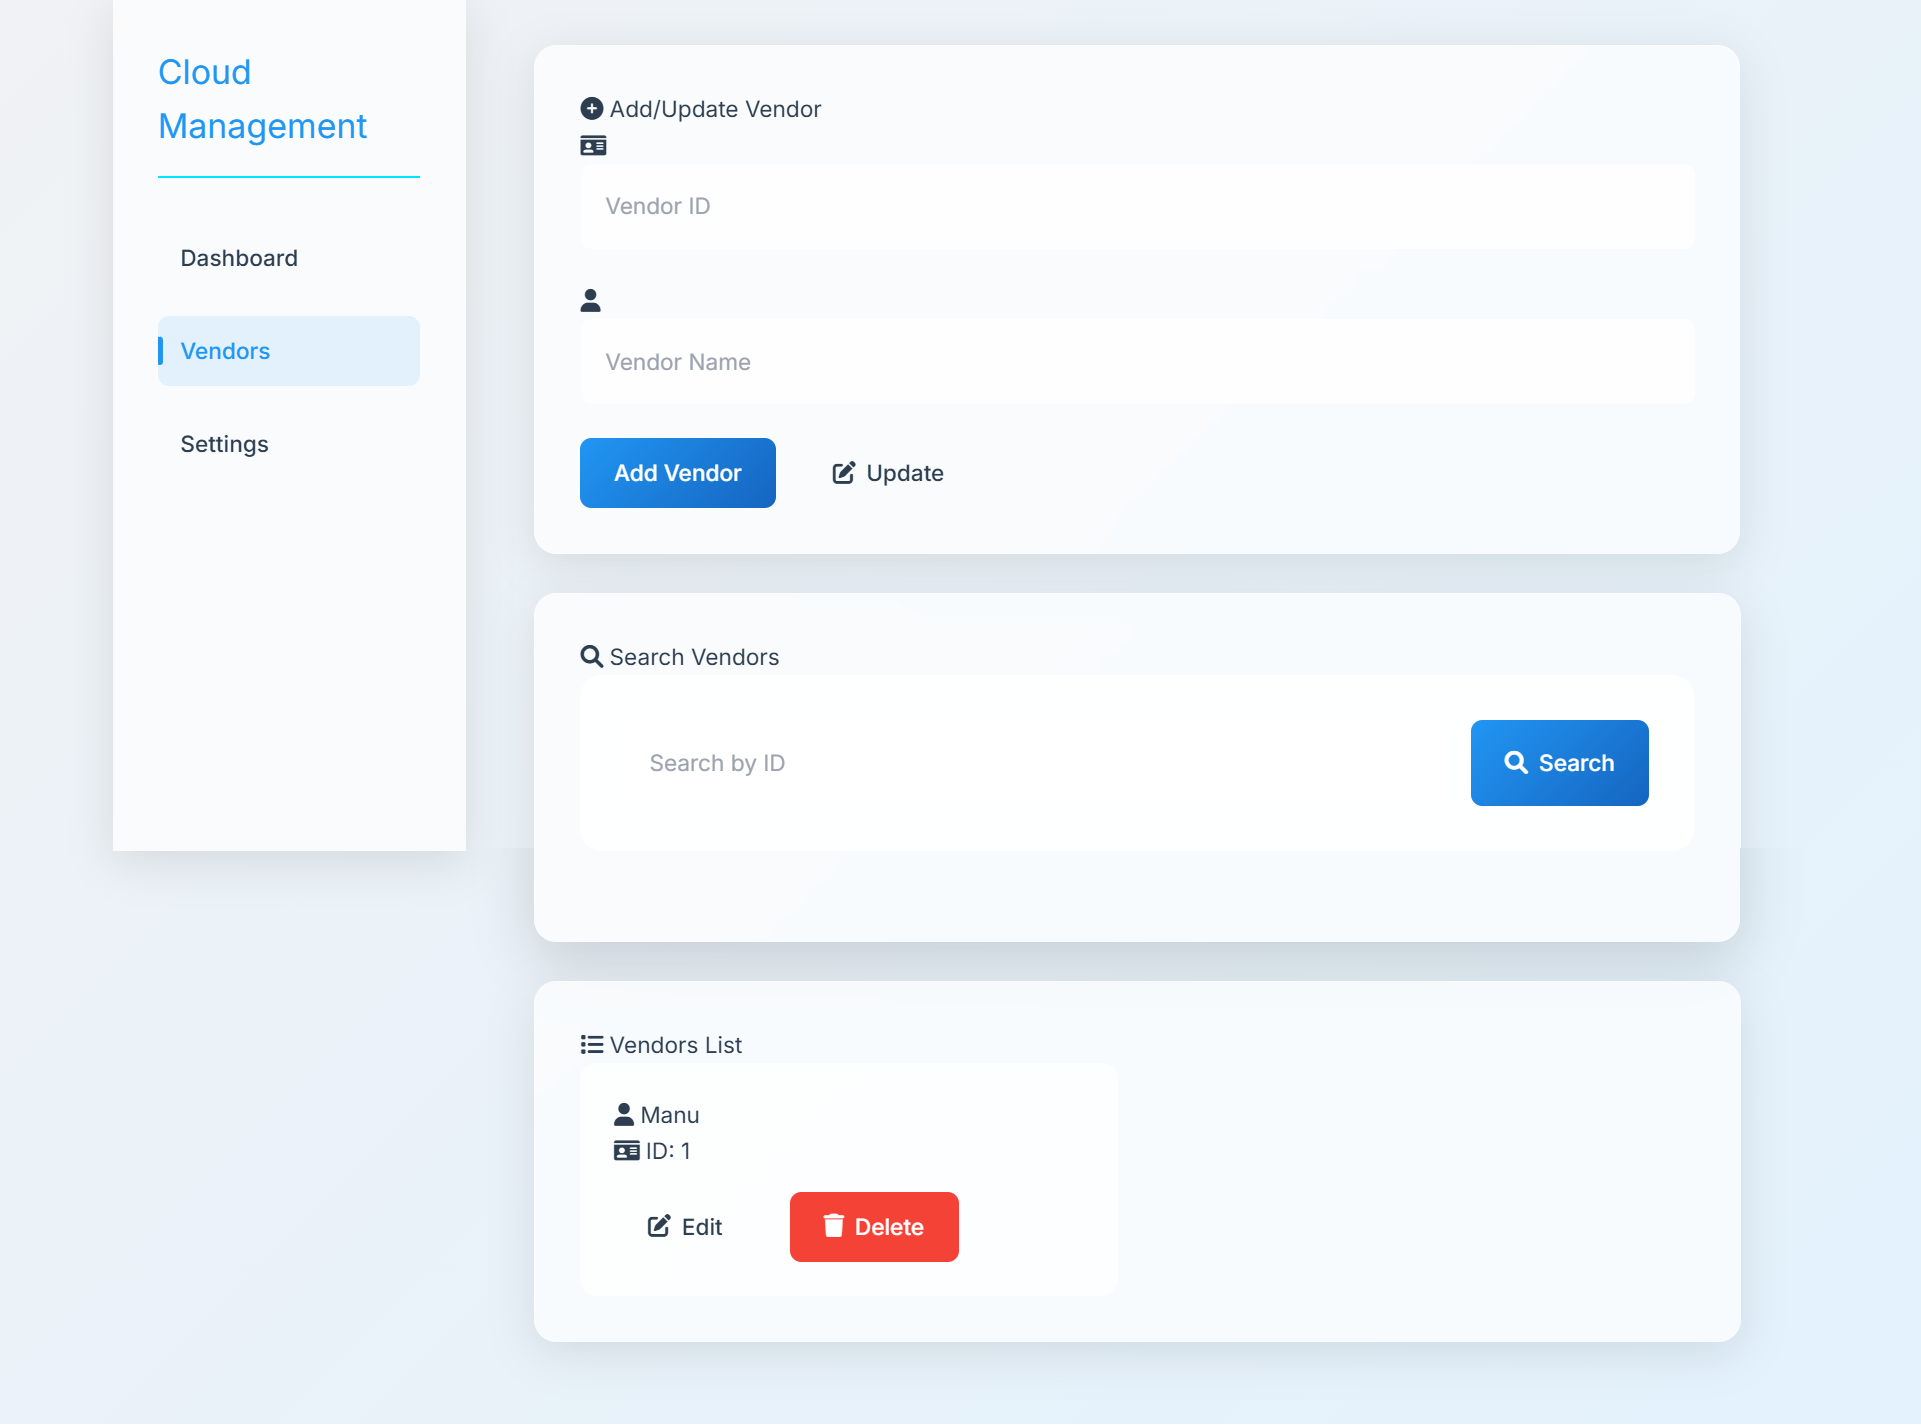 Cloud
Management
Dashboard
Vendors
Settings
Add/Update Vendor
Vendor ID
Vendor Name
Add Vendor
Update
Search Vendors
Search by ID
Search
Vendors List
Manu
ID: 1
Edit
Delete